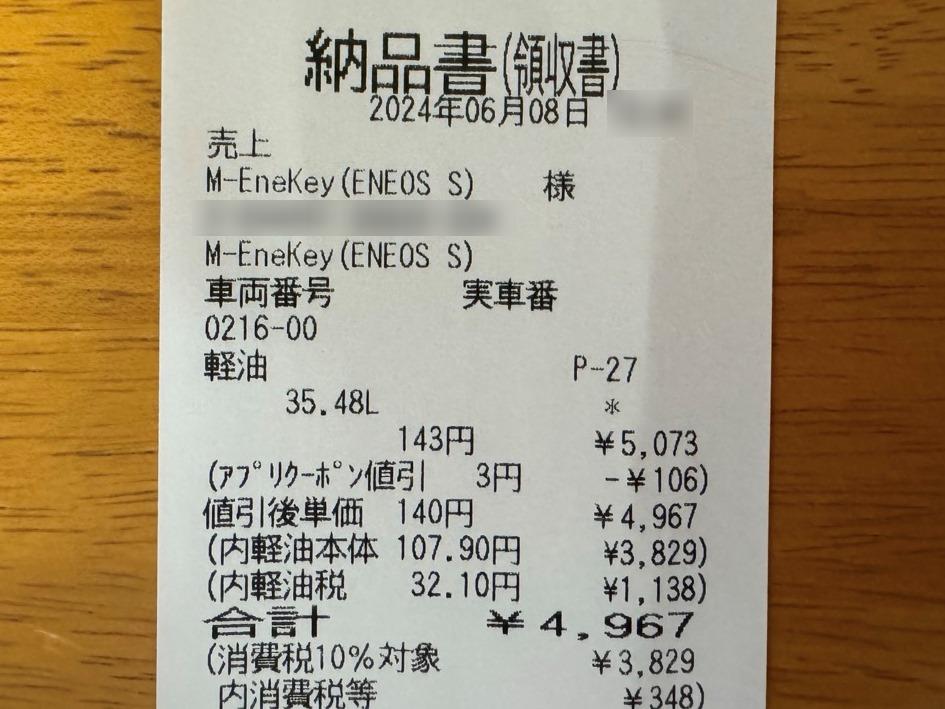 納品書(領収書)
2024年06月08日
売上
M-EneKey(ENEOS S) 様
M-EneKey(ENEOS S)
車両番号 実車番
0216-00
軽油 P-27
35.48L ＊
143円 ¥5,073
(ｱﾌﾟﾘｸｰﾎﾟﾝ値引 3円 -¥106)
値引後単価 140円 ¥4,967
(内軽油本体 107.90円 ¥3,829)
(内軽油税 32.10円 ¥1,138)
合計 ¥4,967
(消費税10%対象 ¥3,829
内消費税等 ¥348)